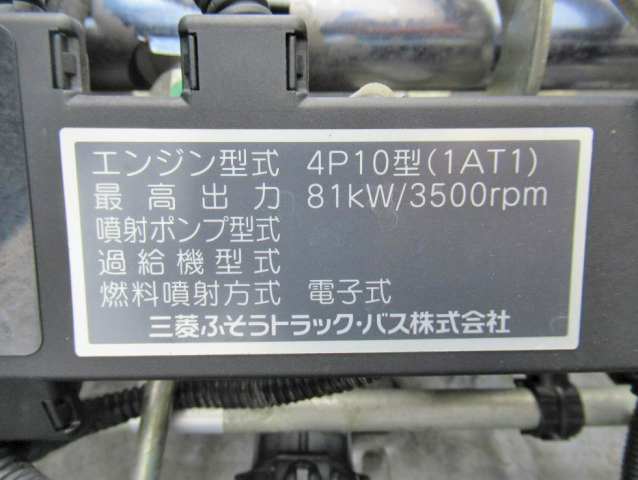 エンジン型式 4P10型(1AT1)
最高出力 81kW/3500rpm
噴射ポンプ型式
過給機型式
燃料噴射方式 電子式
三菱ふそうトラック・バス株式会社